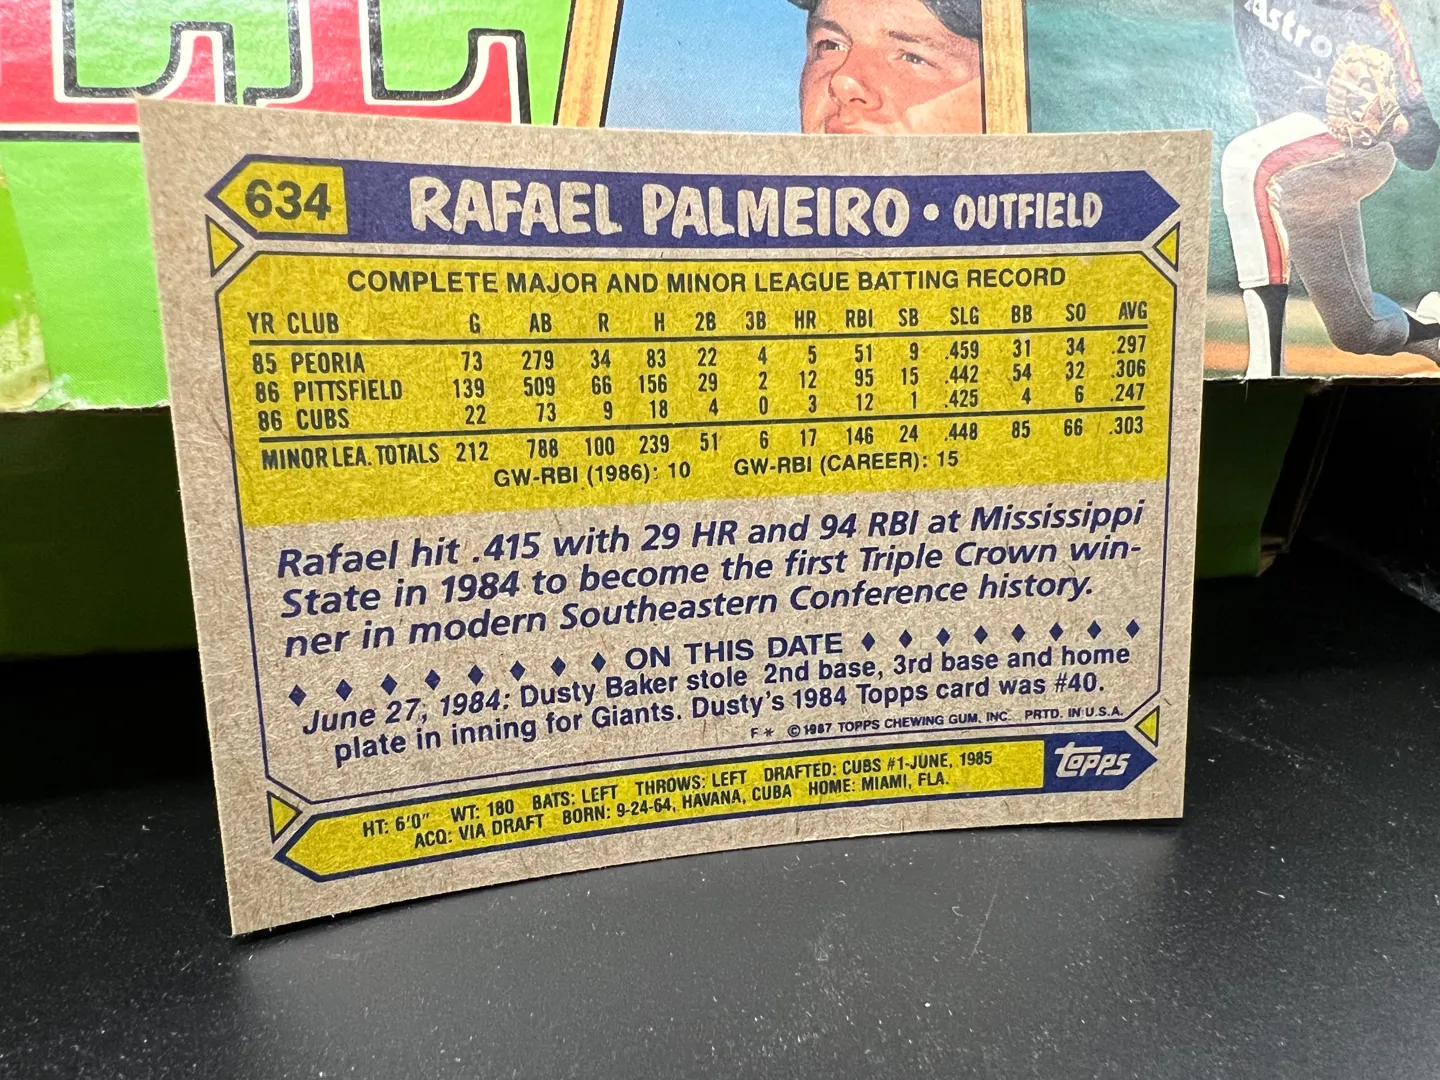 Astro
634 RAFAEL PALMEIRO • OUTFIELD
COMPLETE MAJOR AND MINOR LEAGUE BATTING RECORD
YR CLUB G AB R H 2B 3B HR RBI SB SLG BB SO AVG
85 PEORIA 73 279 34 83 22 4 5 51 9 .459 31 34 .297
86 PITTSFIELD 139 509 66 156 29 2 12 95 15 .442 54 32 .306
86 CUBS 22 73 9 18 4 0 3 12 1 .425 4 6 .247
MINOR LEA. TOTALS 212 788 100 239 51 6 17 146 24 .448 85 66 .303
GW-RBI (1986): 10 GW-RBI (CAREER): 15
Rafael hit .415 with 29 HR and 94 RBI at Mississippi
State in 1984 to become the first Triple Crown win-
ner in modern Southeastern Conference history.
♦ ♦ ♦ ♦ ♦ ♦ ♦ ♦ ON THIS DATE ♦ ♦ ♦ ♦ ♦ ♦ ♦ ♦
June 27, 1984: Dusty Baker stole 2nd base, 3rd base and home
plate in inning for Giants. Dusty's 1984 Topps card was #40.
F * © 1987 TOPPS CHEWING GUM, INC. PRTD. IN U.S.A.
HT: 6'0" WT: 180 BATS: LEFT THROWS: LEFT DRAFTED: CUBS #1-JUNE, 1985
ACQ: VIA DRAFT BORN: 9-24-64, HAVANA, CUBA HOME: MIAMI, FLA.
topps